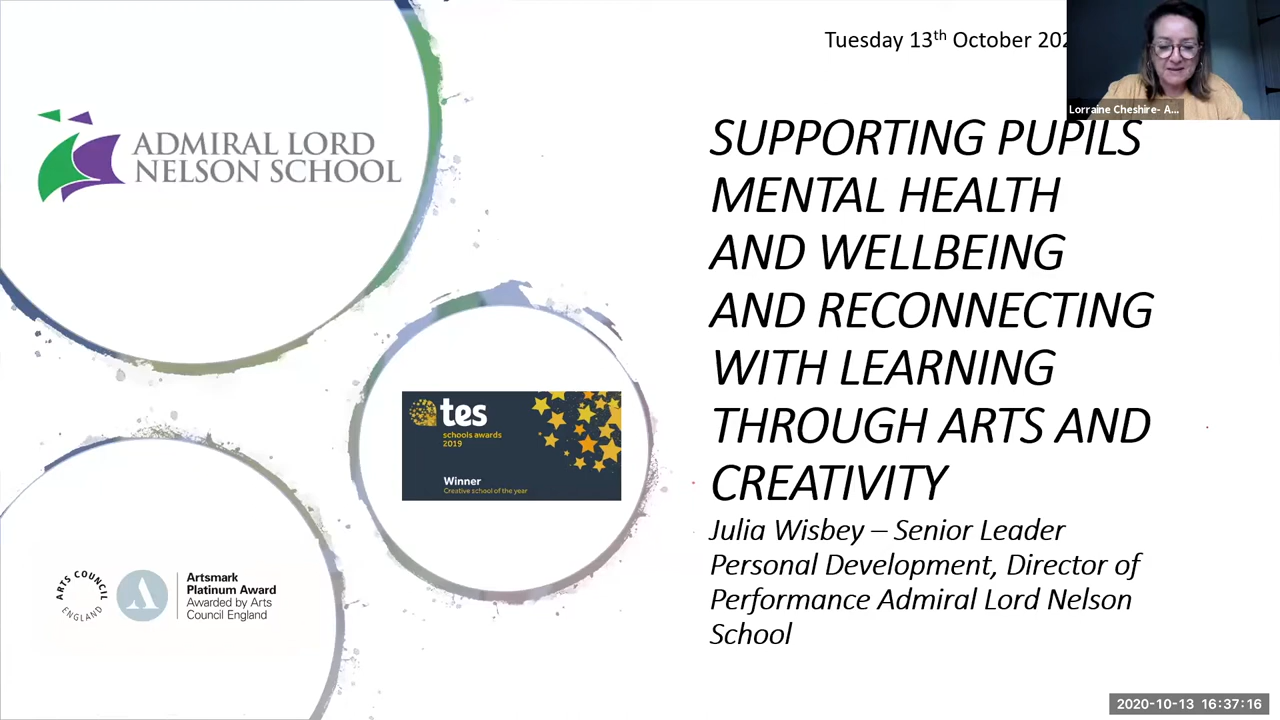 Tuesday 13th October 202
Lorraine Cheshire- A...
ADMIRAL LORD
NELSON SCHOOL
SUPPORTING PUPILS
MENTAL HEALTH
AND WELLBEING
AND RECONNECTING
WITH LEARNING
THROUGH ARTS AND
CREATIVITY
Julia Wisbey – Senior Leader
Personal Development, Director of
Performance Admiral Lord Nelson
School
tes
schools awards
2019
Winner
Creative school of the year
ARTS COUNCIL
ENGLAND
Artsmark
Platinum Award
Awarded by Arts
Council England
2020-10-13 16:37:16